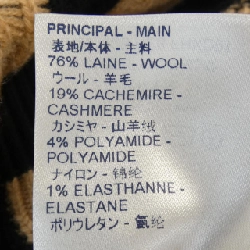 PRINCIPAL - MAIN
表地/本体 - 主料
76% LAINE - WOOL
ウール - 羊毛
19% CACHEMIRE -
CASHMERE
カシミヤ - 山羊绒
4% POLYAMIDE -
POLYAMIDE
ナイロン - 锦纶
1% ELASTHANNE -
ELASTANE
ポリウレタン - 氨纶